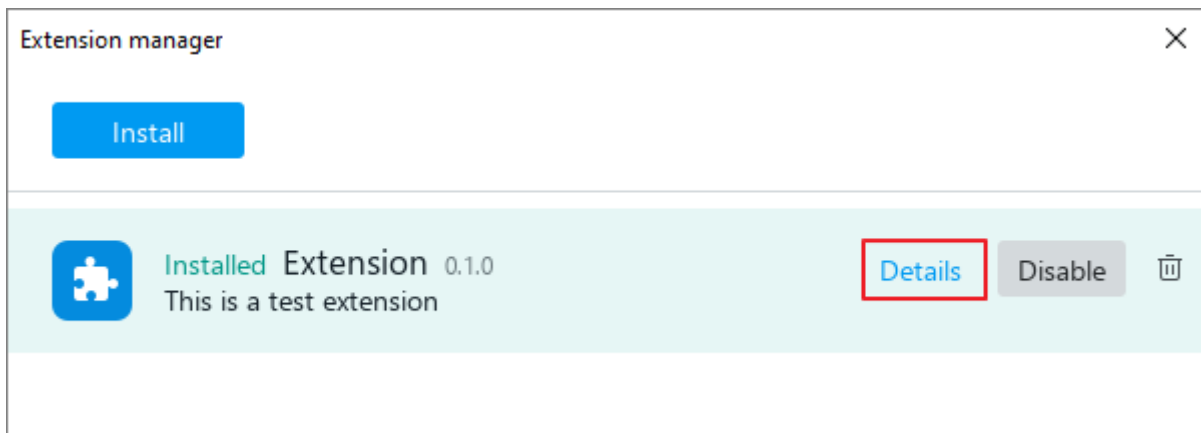 Extension manager
Install
Installed Extension 0.1.0 Details Disable
This is a test extension